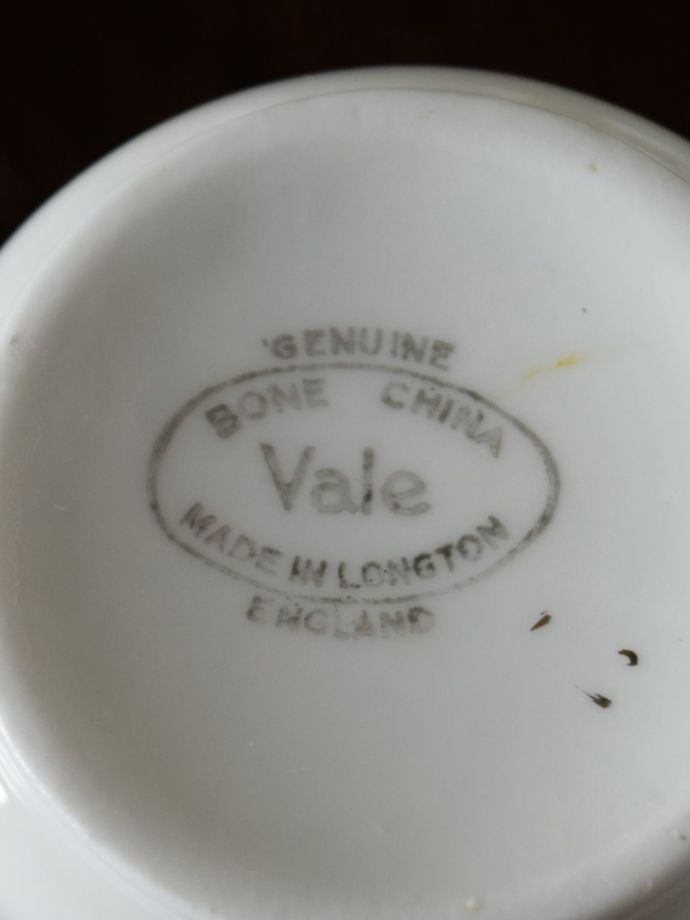 GENUINE
BONE CHINA
Vale
MADE IN LONGTON
ENGLAND